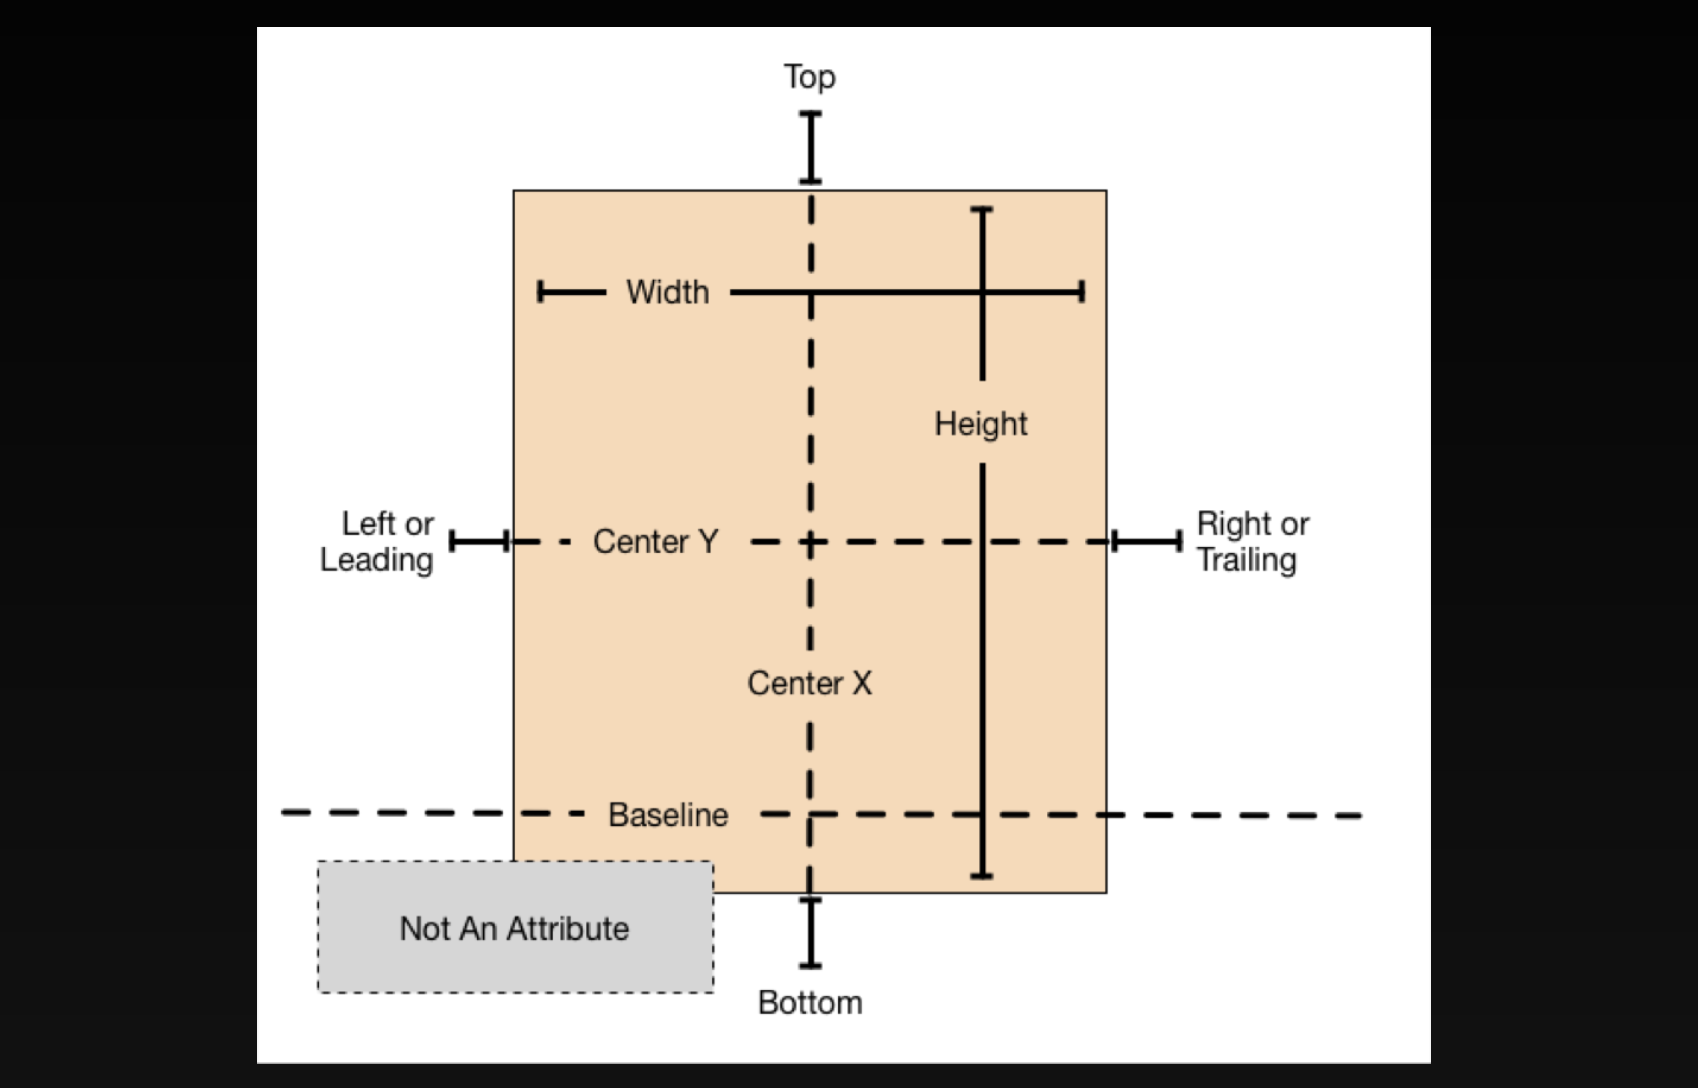 Top
Width
Height
Left or
Leading
Center Y
Right or
Trailing
Center X
Baseline
Not An Attribute
Bottom